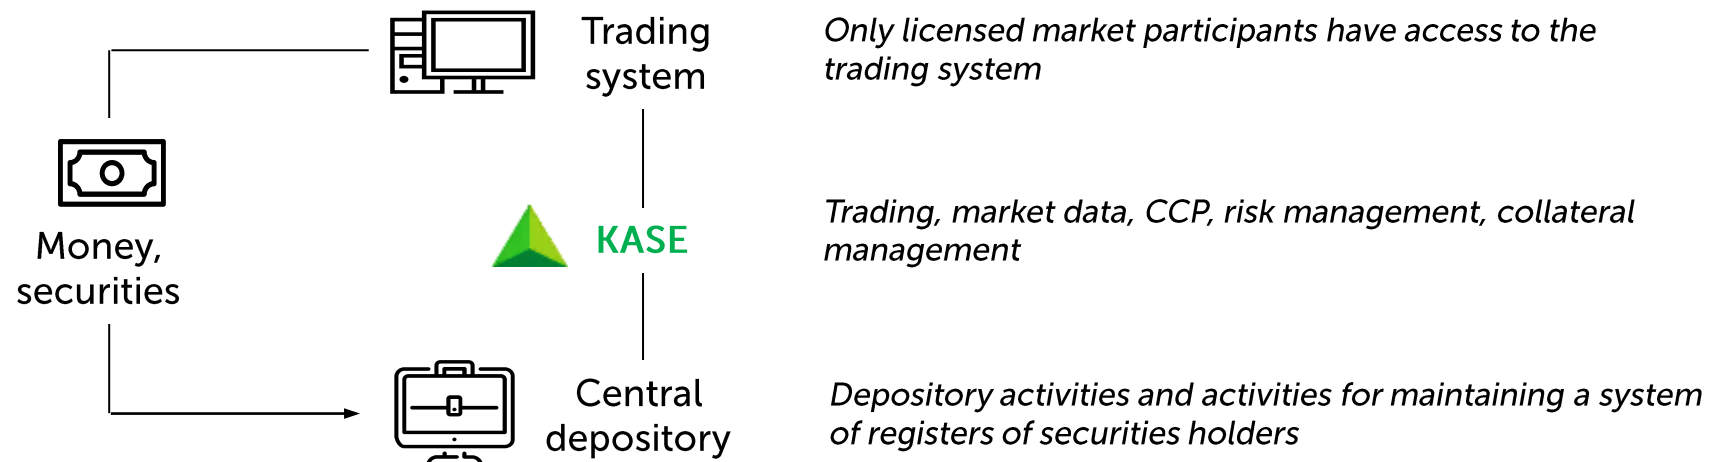 Trading
system
Only licensed market participants have access to the
trading system
Money,
securities
KASE
Trading, market data, CCP, risk management, collateral
management
Central
depository
Depository activities and activities for maintaining a system
of registers of securities holders